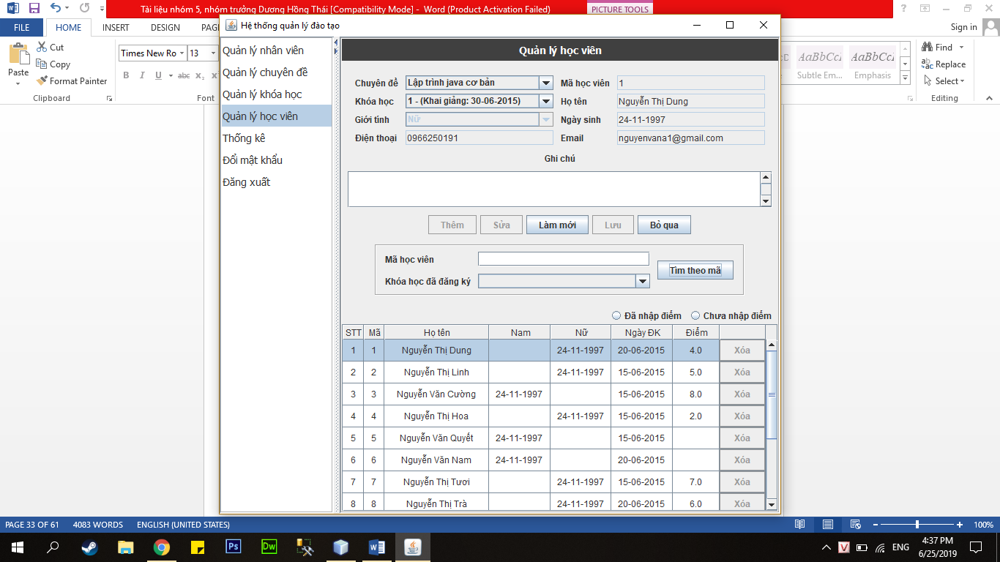 Tài liệu nhóm 5, nhóm trưởng Dương Hồng Thái [Compatibility Mode] - Word (Product Activation Failed)
PICTURE TOOLS
FILE HOME INSERT DESIGN PAG
Sign in
Paste
Cut
Copy
Format Painter
Clipboard
Times New Ro 13
B I U abc x₂
Font
Subtle Em...
AaBbCcI
Emphasis
AaBbCcI
Find
Replace
Select
Editing
Hệ thống quản lý đào tạo
Quản lý nhân viên
Quản lý chuyên đề
Quản lý khóa học
Quản lý học viên
Thống kê
Đổi mật khẩu
Đăng xuất
Quản lý học viên
Chuyên đề Lập trình java cơ bản Mã học viên 1
Khóa học 1 - (Khai giảng: 30-06-2015) Họ tên Nguyễn Thị Dung
Giới tính Nữ Ngày sinh 24-11-1997
Điện thoại 0966250191 Email nguyenvana1@gmail.com
Ghi chú
Thêm Sửa Làm mới Lưu Bỏ qua
Mã học viên
Khóa học đã đăng ký
Tìm theo mã
Đã nhập điểm Chưa nhập điểm
STT Mã Họ tên Nam Nữ Ngày ĐK Điểm
1 1 Nguyễn Thị Dung 24-11-1997 20-06-2015 4.0 Xóa
2 2 Nguyễn Thị Linh 24-11-1997 15-06-2015 5.0 Xóa
3 3 Nguyễn Văn Cường 24-11-1997 15-06-2015 8.0 Xóa
4 4 Nguyễn Thị Hoa 24-11-1997 15-06-2015 2.0 Xóa
5 5 Nguyễn Văn Quyết 24-11-1997 15-06-2015 Xóa
6 6 Nguyễn Văn Nam 24-11-1997 20-06-2015 Xóa
7 7 Nguyễn Thị Tươi 24-11-1997 15-06-2015 7.0 Xóa
8 8 Nguyễn Thị Trà 24-11-1997 20-06-2015 6.0 Xóa
PAGE 33 OF 61 4083 WORDS ENGLISH (UNITED STATES)
100%
Ps Dw
ENG
4:37 PM
6/25/2019